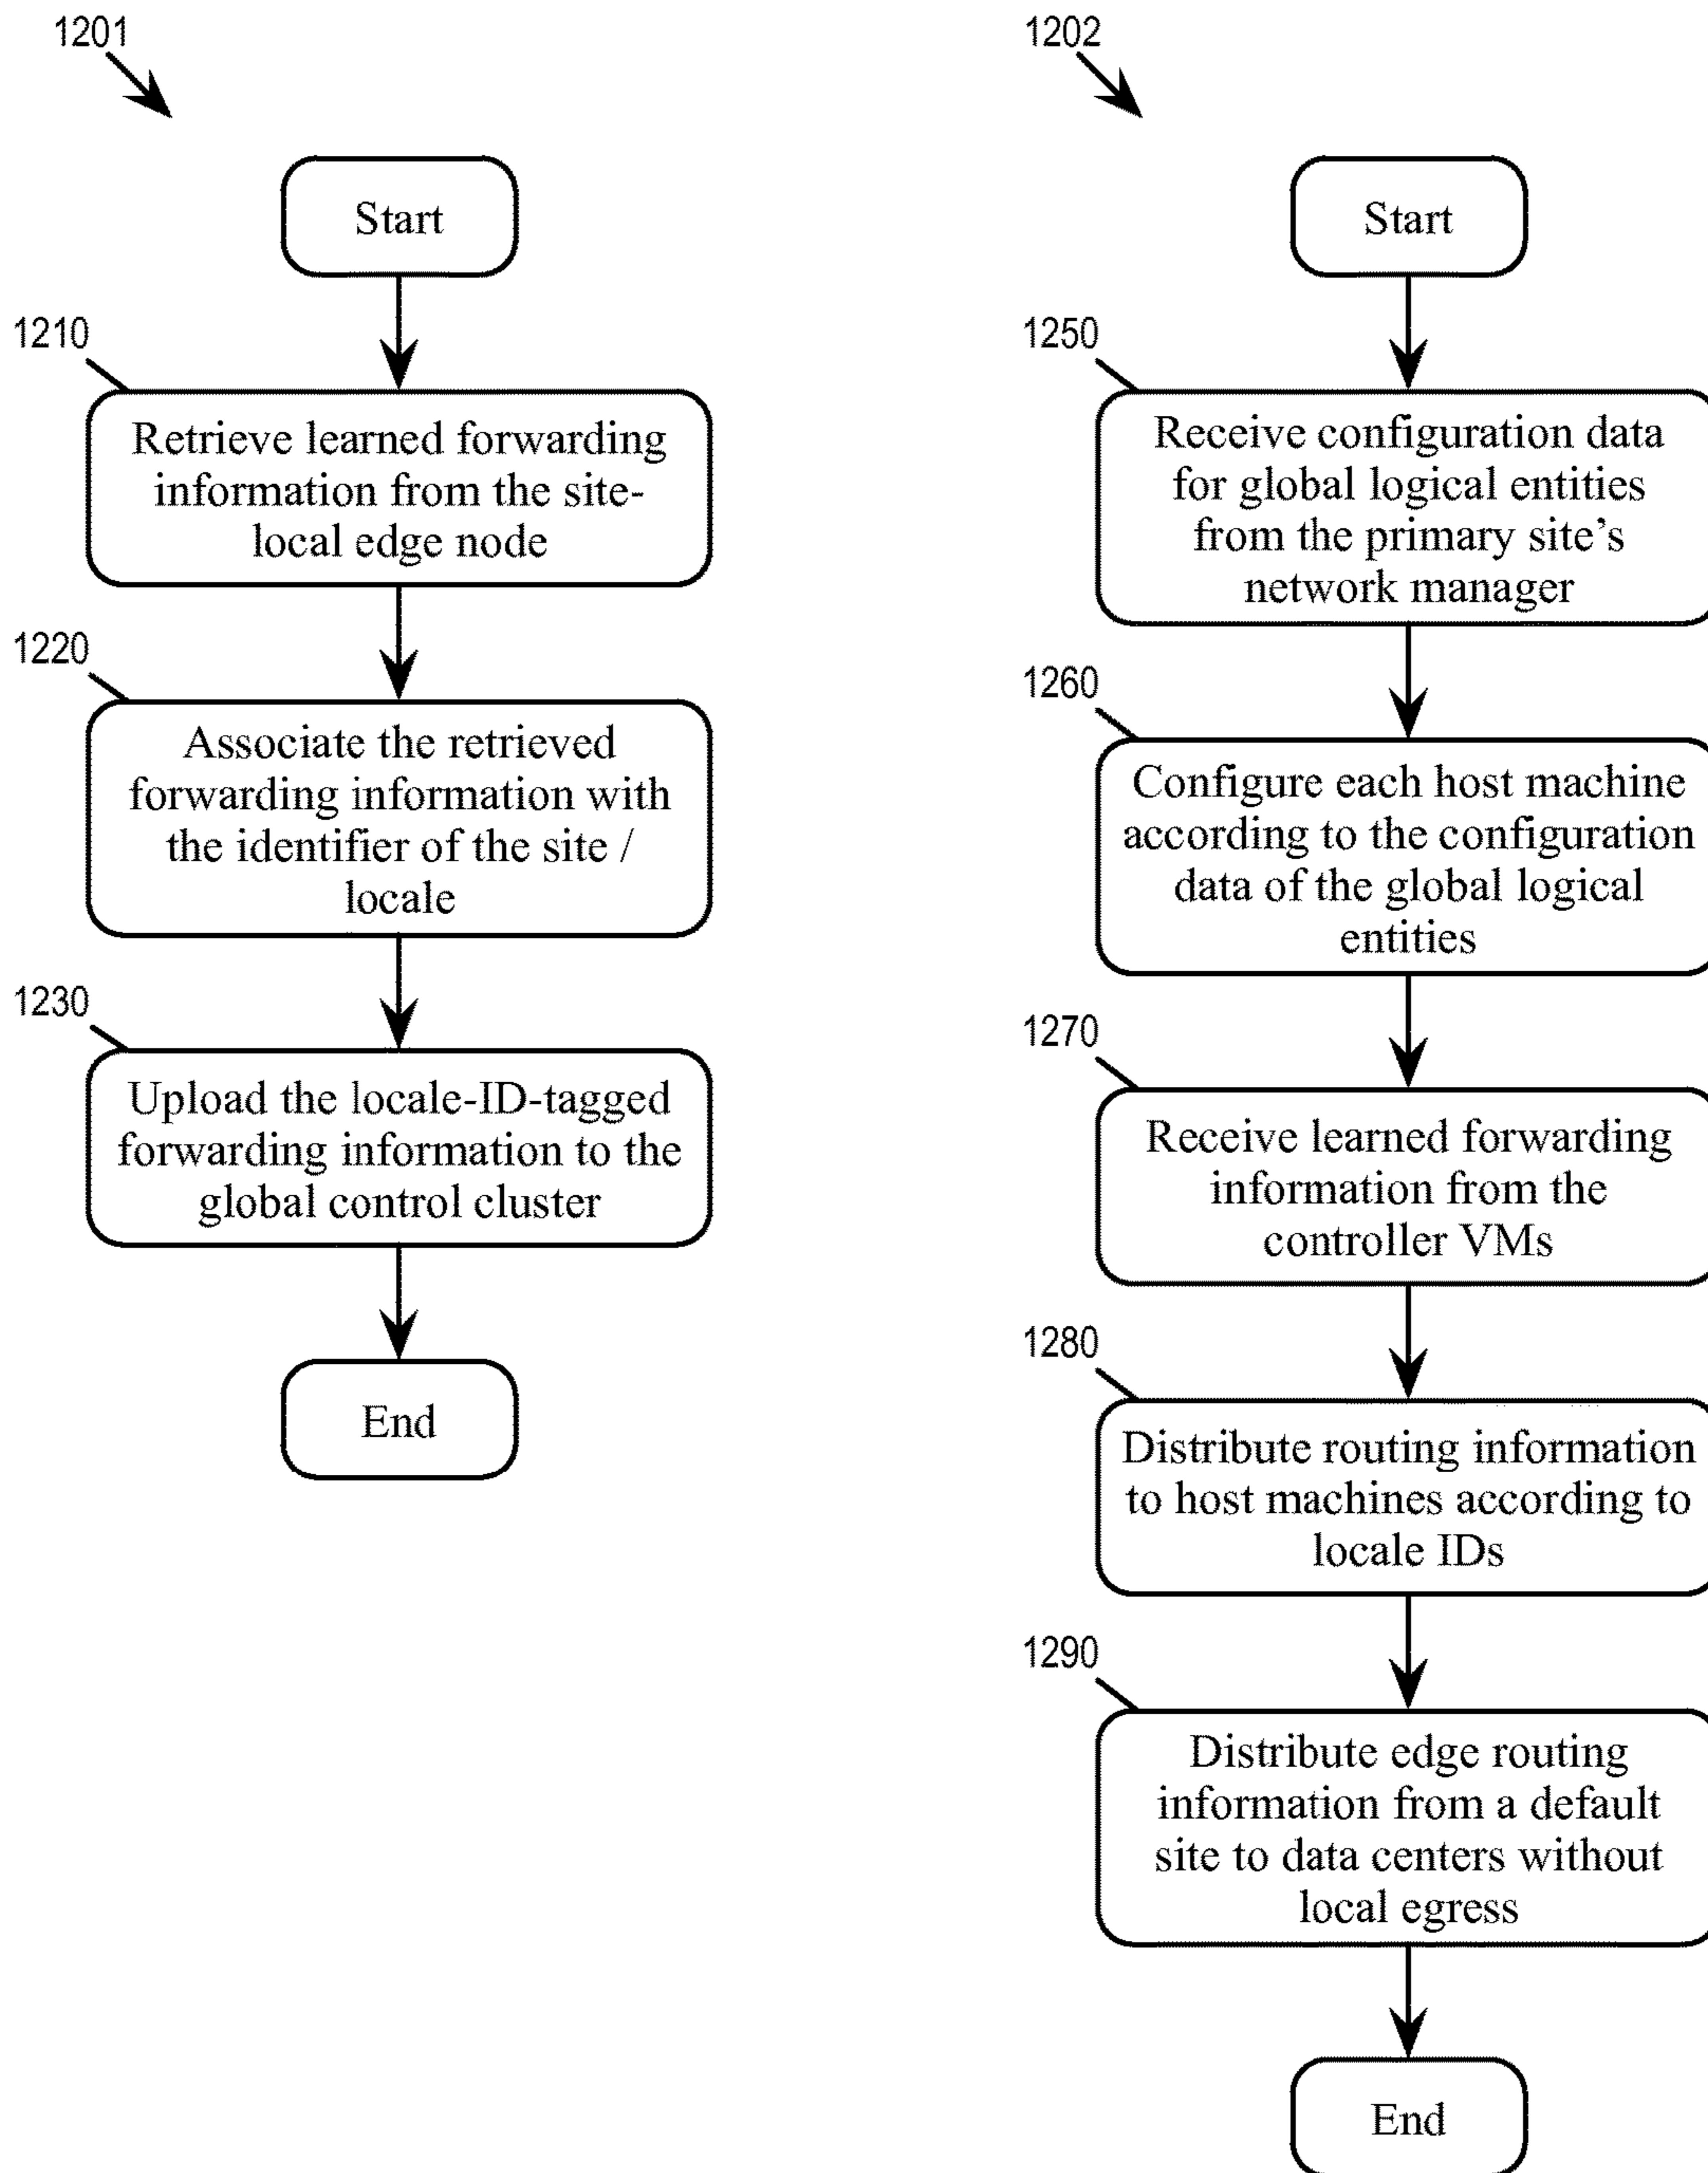 1201
Start
1210
Retrieve learned forwarding
information from the site-
local edge node
1220
Associate the retrieved
forwarding information with
the identifier of the site /
locale
1230
Upload the locale-ID-tagged
forwarding information to the
global control cluster
End
1202
Start
1250
Receive configuration data
for global logical entities
from the primary site's
network manager
1260
Configure each host machine
according to the configuration
data of the global logical
entities
1270
Receive learned forwarding
information from the
controller VMs
1280
Distribute routing information
to host machines according to
locale IDs
1290
Distribute edge routing
information from a default
site to data centers without
local egress
End